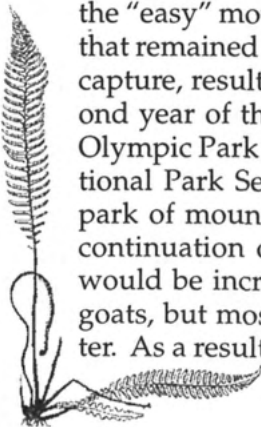 the “easy” mo
that remained
capture, result
ond year of th
Olympic Park
tional Park Se
park of moun
continuation o
would be incr
goats, but mos
ter. As a result